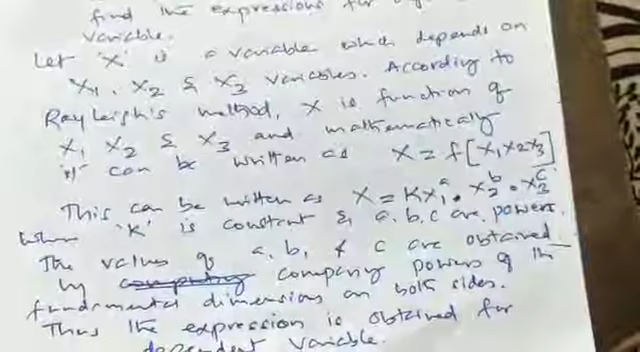 find the expressions for
variable.
Let 'X' is a variable which depends on
X₁, X₂ & X₃ variables. According to
Rayleigh's method, X is function of
X₁ X₂ & X₃ and mathematically
it can be written as X = f[X₁X₂X₃]
This can be written as X = KX₁ᵃ. X₂ᵇ. X₃ᶜ
when 'K' is constant & a.b.c are powers.
The values of a, b, & c are obtained
by company powers of the
fundamental dimensions on both sides.
Thus the expression is obtained for
dependent variable.